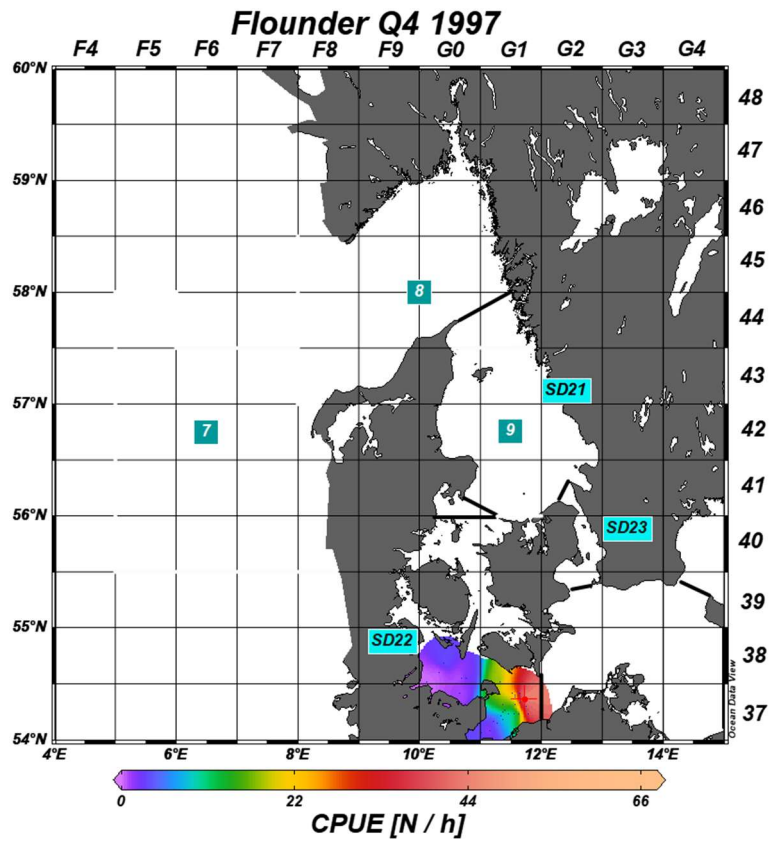 Flounder Q4 1997
F4 F5 F6 F7 F8 F9 G0 G1 G2 G3 G4
60°N
48
47
59°N
46
45
58°N
8
44
43
SD21
57°N
7
9
42
41
56°N
SD23
40
39
55°N
SD22
38
37
Ocean Data View
54°N
4°E 6°E 8°E 10°E 12°E 14°E
0 22 44 66
CPUE [N / h]